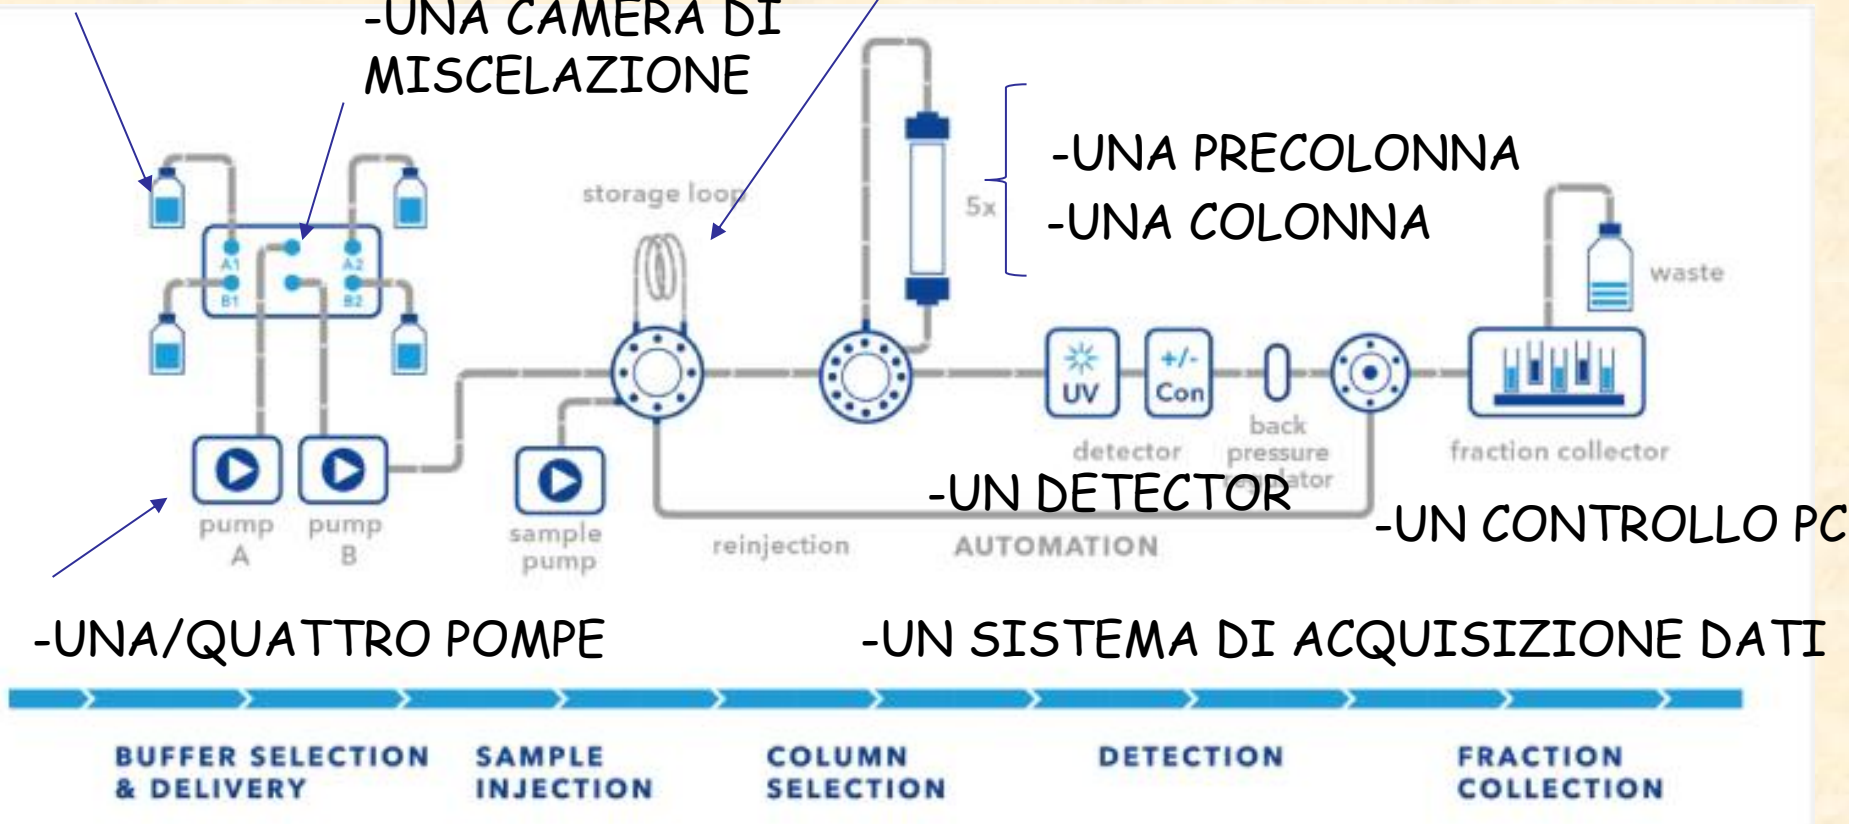 -UNA CAMERA DI
MISCELAZIONE
-UNA PRECOLONNA
-UNA COLONNA
storage loop
5x
A1
A2
B1
B2
waste
UV
+/-
Con
detector
back
pressure
regulator
fraction collector
-UN DETECTOR
-UN CONTROLLO PC
pump
A
pump
B
sample
pump
reinjection
AUTOMATION
-UNA/QUATTRO POMPE
-UN SISTEMA DI ACQUISIZIONE DATI
BUFFER SELECTION
& DELIVERY
SAMPLE
INJECTION
COLUMN
SELECTION
DETECTION
FRACTION
COLLECTION